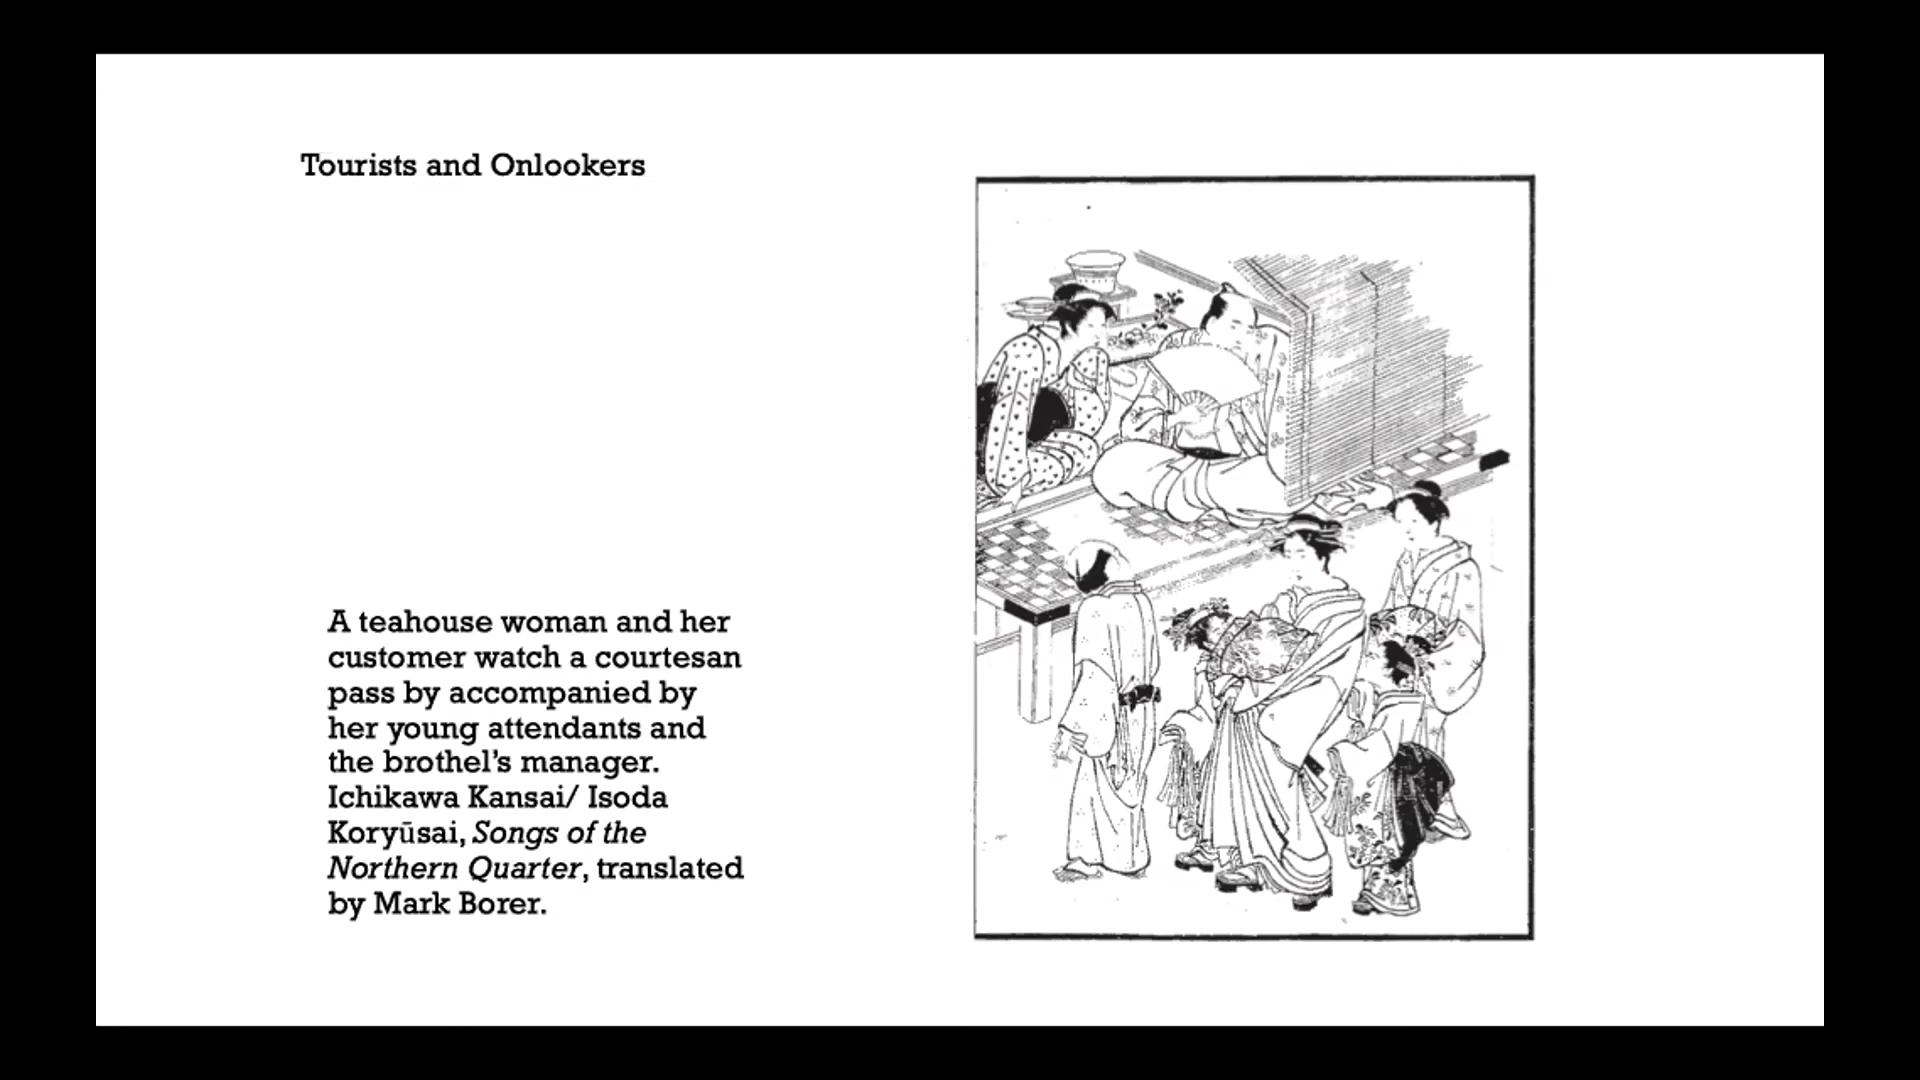 Tourists and Onlookers
A teahouse woman and her
customer watch a courtesan
pass by accompanied by
her young attendants and
the brothel’s manager.
Ichikawa Kansai/ Isoda
Koryūsai, Songs of the
Northern Quarter, translated
by Mark Borer.